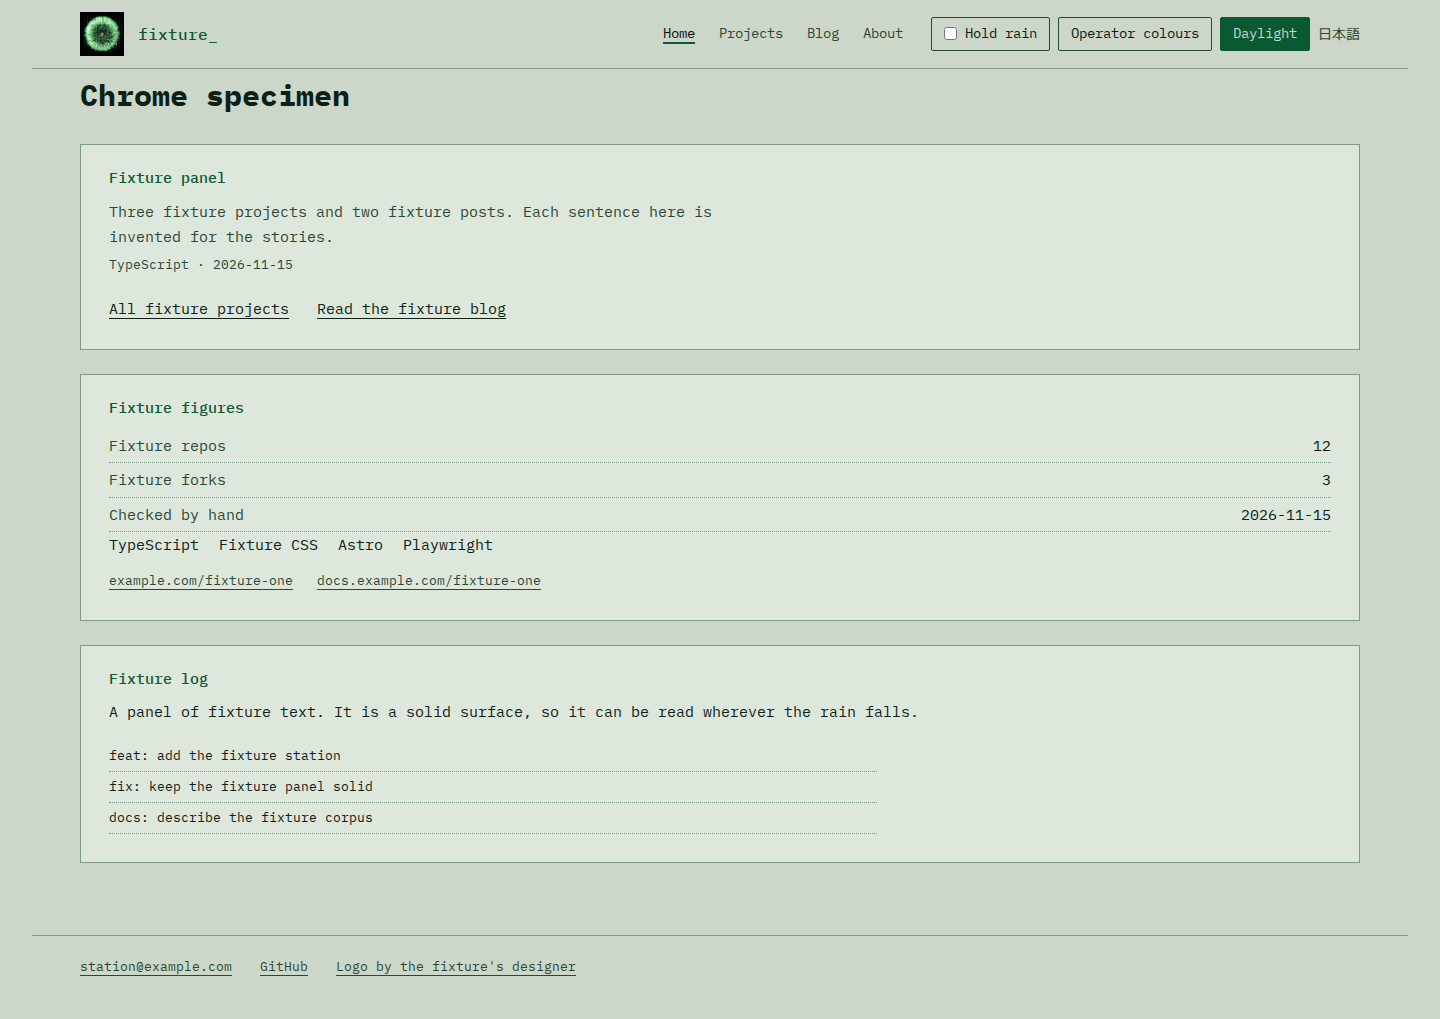 fixture_
Home Projects Blog About Hold rain Operator colours Daylight 日本語
Chrome specimen
Fixture panel
Three fixture projects and two fixture posts. Each sentence here is
invented for the stories.
TypeScript · 2026-11-15
All fixture projects Read the fixture blog
Fixture figures
Fixture repos 12
Fixture forks 3
Checked by hand 2026-11-15
TypeScript Fixture CSS Astro Playwright
example.com/fixture-one docs.example.com/fixture-one
Fixture log
A panel of fixture text. It is a solid surface, so it can be read wherever the rain falls.
feat: add the fixture station
fix: keep the fixture panel solid
docs: describe the fixture corpus
station@example.com GitHub Logo by the fixture's designer